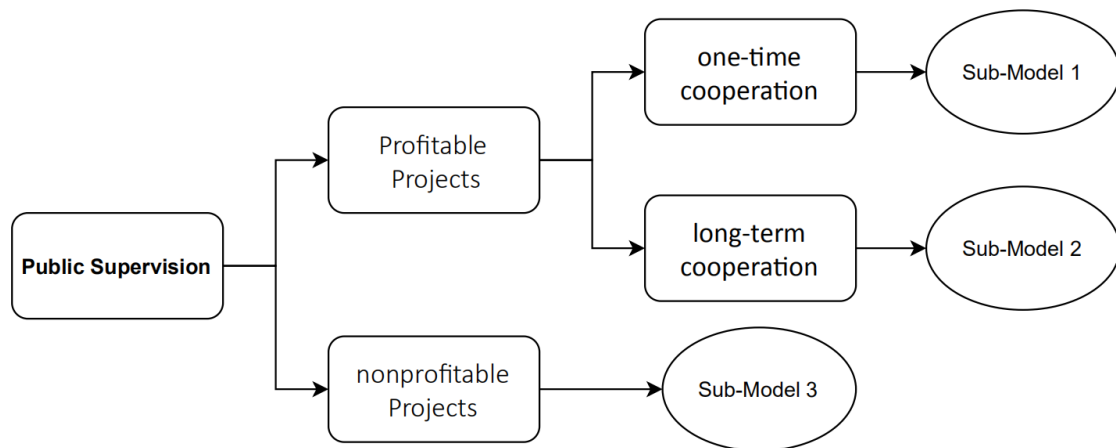 one-time
cooperation
Sub-Model 1
Profitable
Projects
Public Supervision
long-term
cooperation
Sub-Model 2
nonprofitable
Projects
Sub-Model 3